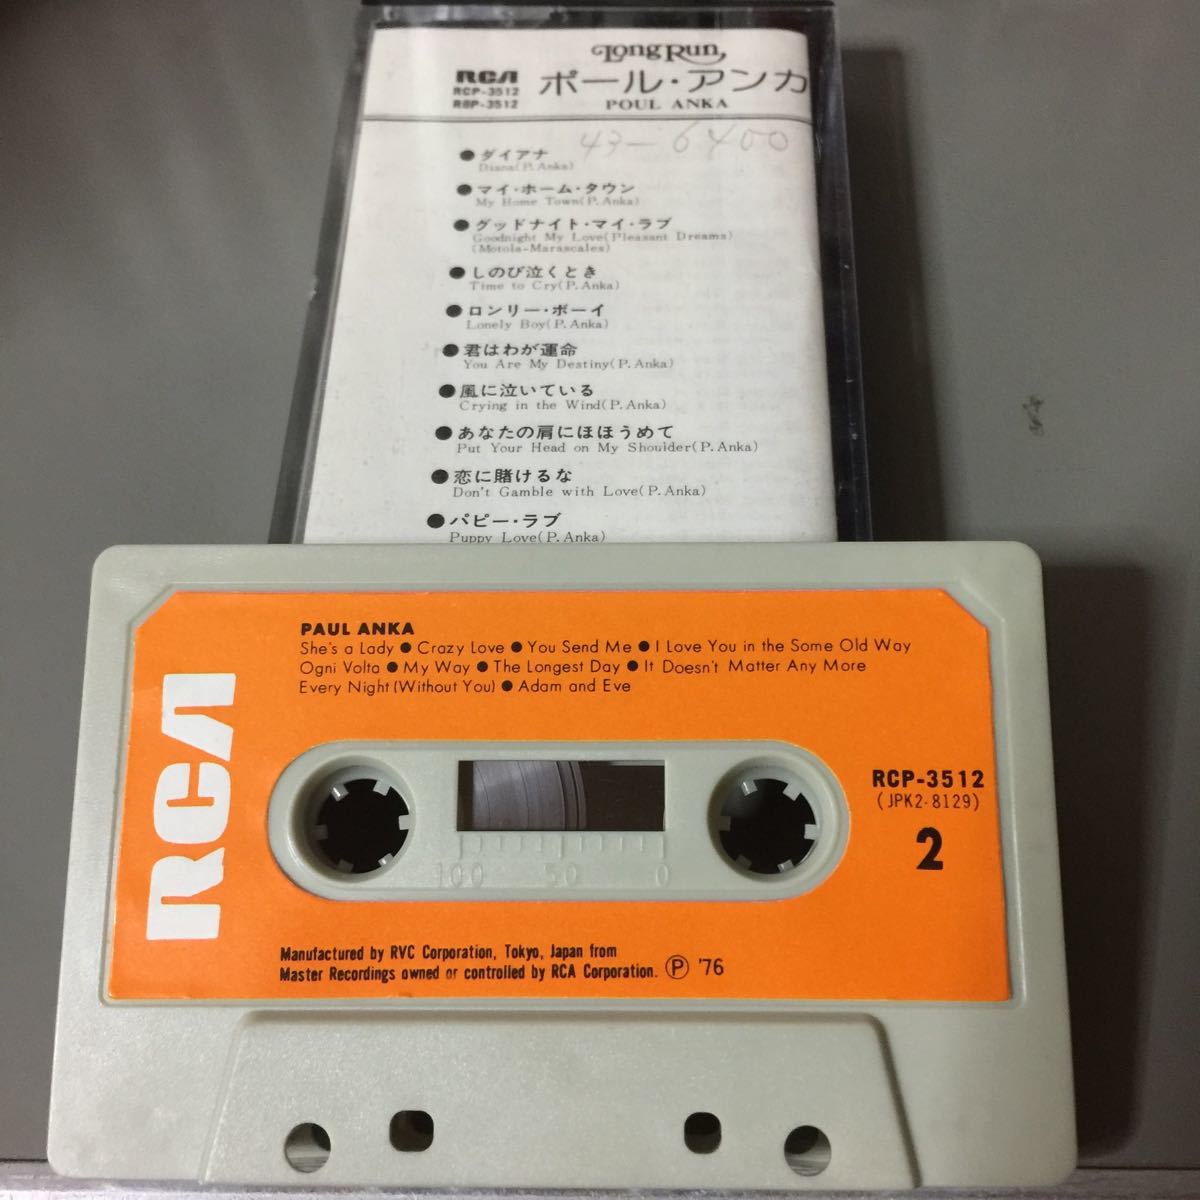 Long Run
RCA
RCP-3512
R8P-3512
ポール・アンカ
POUL ANKA
43-6400
●ダイアナ
Diana(P.Anka)
●マイ・ホーム・タウン
My Home Town(P.Anka)
●グッドナイト・マイ・ラブ
Goodnight My Love(Pleasant Dreams)
(Motola-Marascales)
●しのび泣くとき
Time to Cry(P.Anka)
●ロンリー・ボーイ
Lonely Boy(P.Anka)
●君はわが運命
You Are My Destiny(P.Anka)
●風に泣いている
Crying in the Wind(P.Anka)
●あなたの肩にほほうめて
Put Your Head on My Shoulder(P.Anka)
●恋に賭けるな
Don't Gamble with Love(P.Anka)
●パピー・ラブ
Puppy Love(P.Anka)
PAUL ANKA
She's a Lady ● Crazy Love ● You Send Me ● I Love You in the Some Old Way
Ogni Volta ● My Way ● The Longest Day ● It Doesn't Matter Any More
Every Night (Without You) ● Adam and Eve
RCA
RCP-3512
(JPK2-8129)
2
100 50 0
Manufactured by RVC Corporation, Tokyo, Japan from
Master Recordings owned or controlled by RCA Corporation. Ⓟ '76